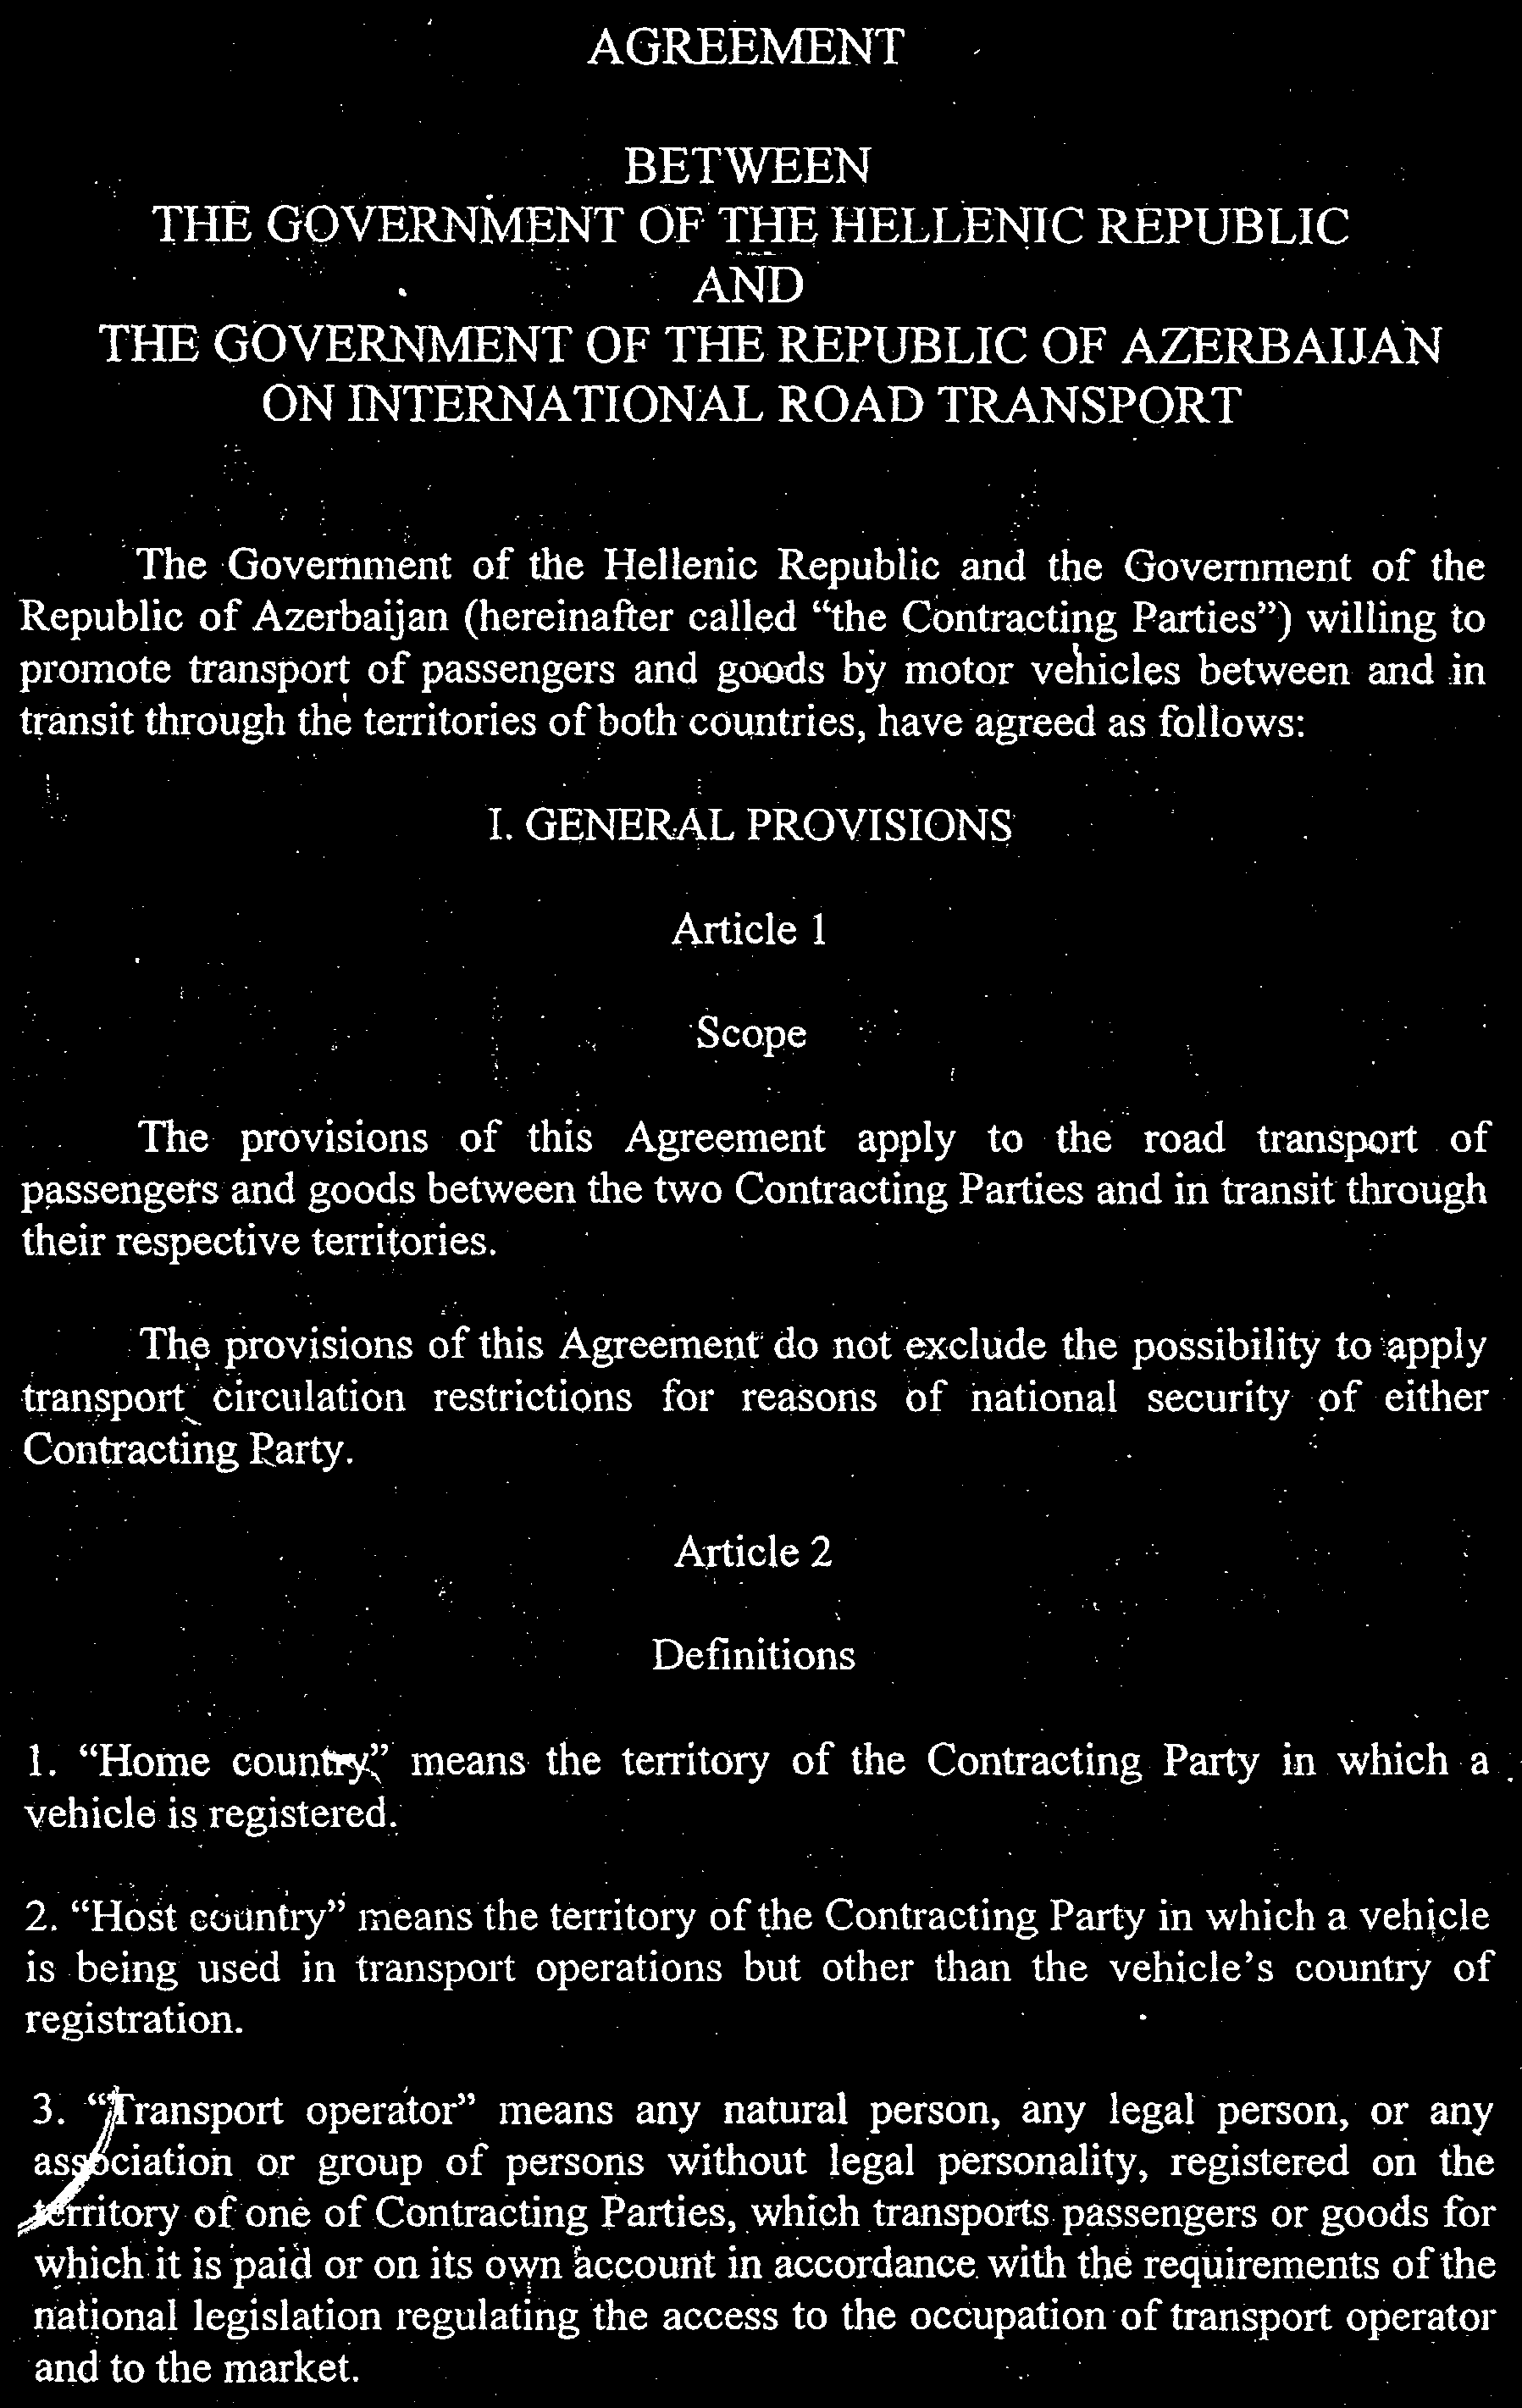 AGREEMENT
BETWEEN
THE GOVERNMENT OF THE HELLENIC REPUBLIC
AND
THE GOVERNMENT OF THE REPUBLIC OF AZERBAIJAN
ON INTERNATIONAL ROAD TRANSPORT
The Government of the Hellenic Republic and the Government of the
Republic of Azerbaijan (hereinafter called “the Contracting Parties”) willing to
promote transport of passengers and goods by motor vehicles between and in
transit through the territories of both countries, have agreed as follows:
I. GENERAL PROVISIONS
Article 1
Scope
The provisions of this Agreement apply to the road transport of
passengers and goods between the two Contracting Parties and in transit through
their respective territories.
The provisions of this Agreement do not exclude the possibility to apply
transport circulation restrictions for reasons of national security of either
Contracting Party.
Article 2
Definitions
1. “Home country” means the territory of the Contracting Party in which a
vehicle is registered.
2. “Host country” means the territory of the Contracting Party in which a vehicle
is being used in transport operations but other than the vehicle’s country of
registration.
3. “Transport operator” means any natural person, any legal person, or any
association or group of persons without legal personality, registered on the
territory of one of Contracting Parties, which transports passengers or goods for
which it is paid or on its own account in accordance with the requirements of the
national legislation regulating the access to the occupation of transport operator
and to the market.